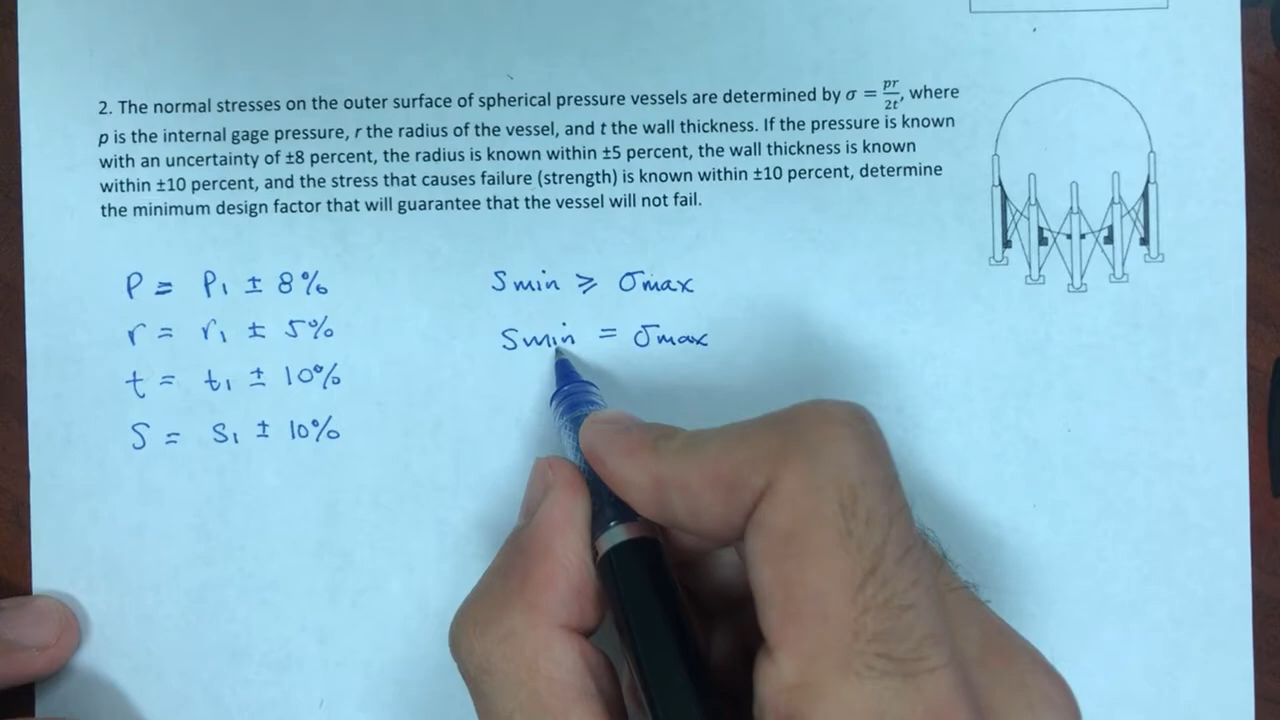 2. The normal stresses on the outer surface of spherical pressure vessels are determined by σ = pr/2t, where
p is the internal gage pressure, r the radius of the vessel, and t the wall thickness. If the pressure is known
with an uncertainty of ±8 percent, the radius is known within ±5 percent, the wall thickness is known
within ±10 percent, and the stress that causes failure (strength) is known within ±10 percent, determine
the minimum design factor that will guarantee that the vessel will not fail.
P = P₁ ± 8%
r = r₁ ± 5%
t = t₁ ± 10%
S = S₁ ± 10%
Smin ⩾ σmax
Smin = σmax